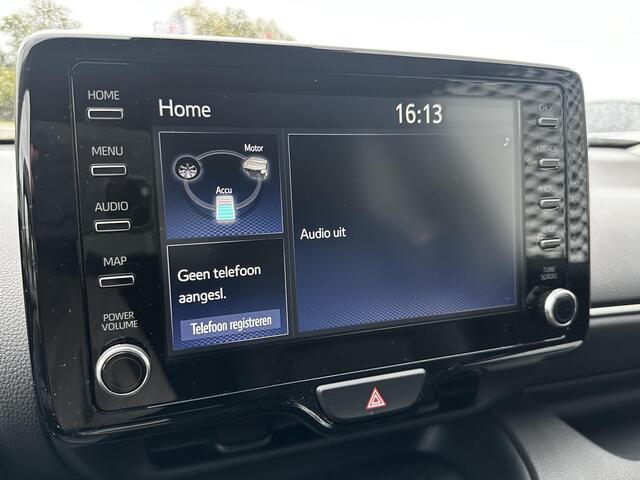 HOME
MENU
AUDIO
MAP
POWER
VOLUME
Home
16:13
Motor
Accu
Geen telefoon
aangesl.
Telefoon registreren
Audio uit
TUNE
SCROLL